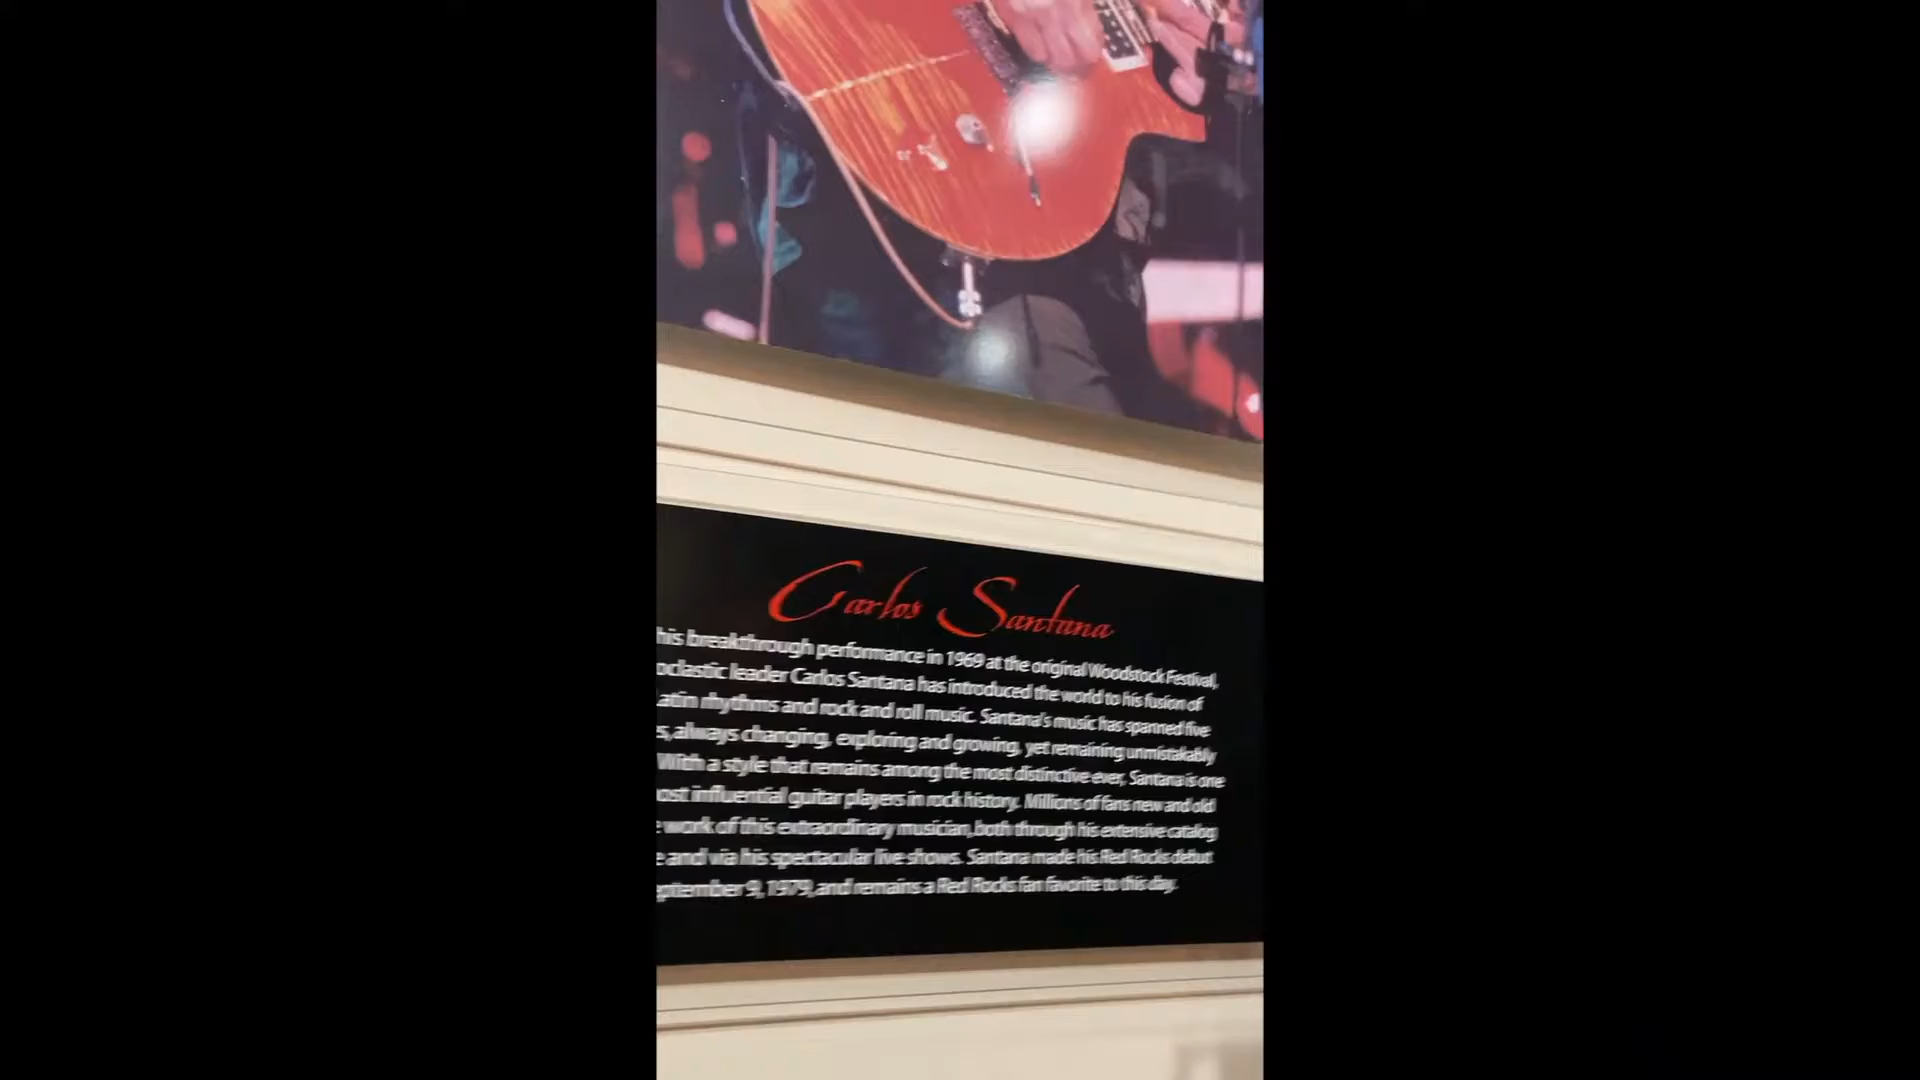 Carlos Santana
his breakthrough performance in 1969 at the original Woodstock Festival,
oclastic leader Carlos Santana has introduced the world to his fusion of
Latin rhythms and rock and roll music. Santana's music has spanned five
s, always changing, exploring and growing, yet remaining unmistakably
With a style that remains among the most distinctive ever, Santana is one
ost influential guitar players in rock history. Millions of fans new and old
e work of this extraordinary musician, both through his extensive catalog
e and via his spectacular live shows. Santana made his Red Rocks debut
eptember 9, 1979, and remains a Red Rocks fan favorite to this day.